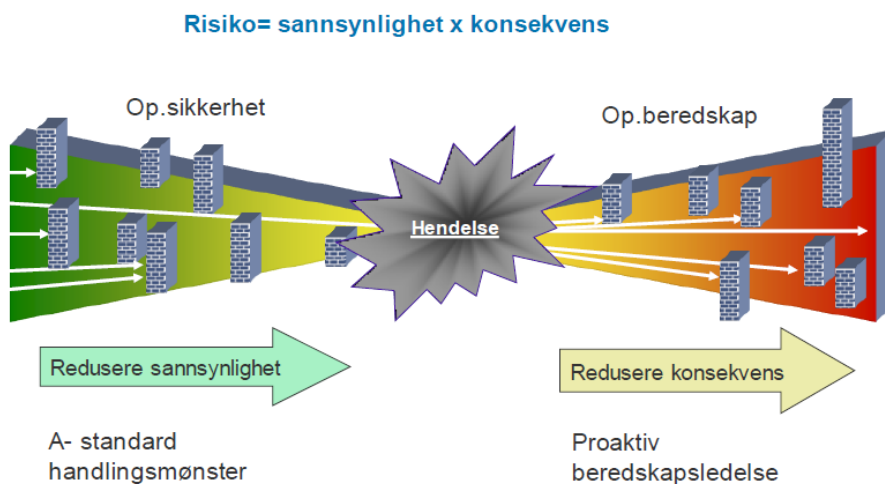 Risiko= sannsynlighet x konsekvens
Op.sikkerhet
Op.beredskap
Hendelse
Redusere sannsynlighet
Redusere konsekvens
A- standard
handlingsmønster
Proaktiv
beredskapsledelse